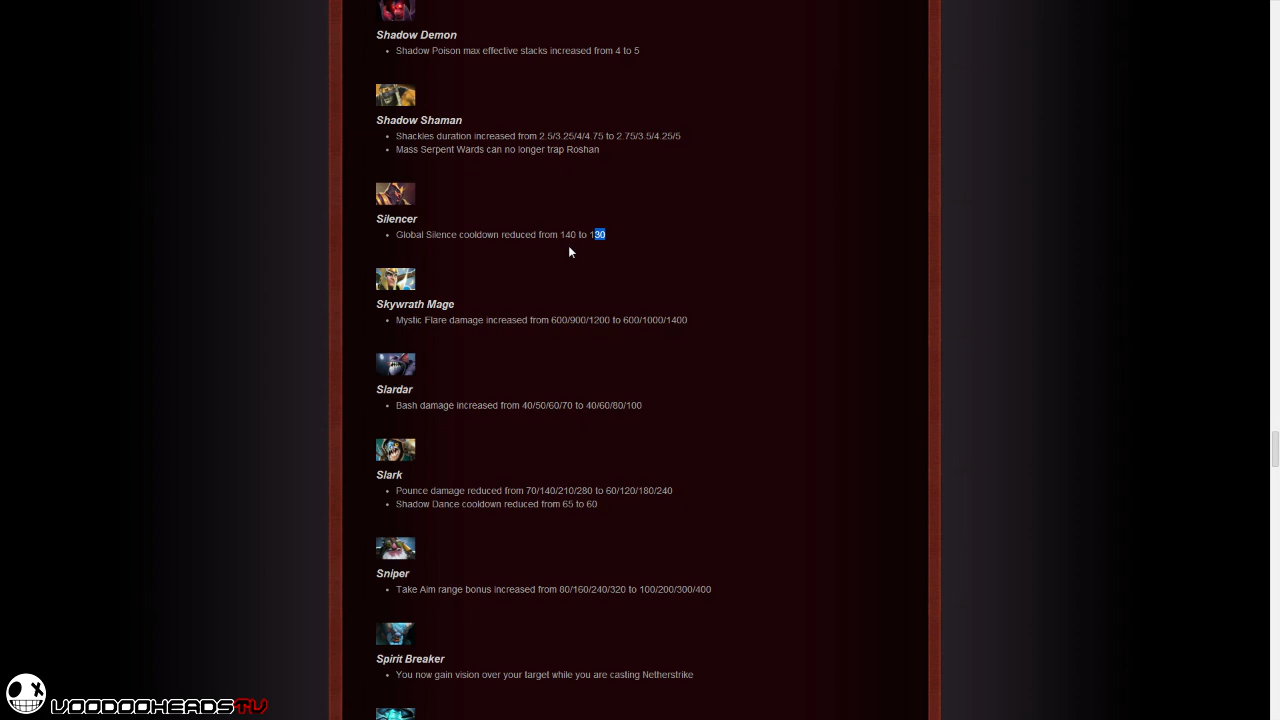 Shadow Demon
• Shadow Poison max effective stacks increased from 4 to 5
Shadow Shaman
• Shackles duration increased from 2.5/3.25/4/4.75 to 2.75/3.5/4.25/5
• Mass Serpent Wards can no longer trap Roshan
Silencer
• Global Silence cooldown reduced from 140 to 130
Skywrath Mage
• Mystic Flare damage increased from 600/900/1200 to 600/1000/1400
Slardar
• Bash damage increased from 40/50/60/70 to 40/60/80/100
Slark
• Pounce damage reduced from 70/140/210/280 to 60/120/180/240
• Shadow Dance cooldown reduced from 65 to 60
Sniper
• Take Aim range bonus increased from 80/160/240/320 to 100/200/300/400
Spirit Breaker
• You now gain vision over your target while you are casting Netherstrike
VOODOOHEADSTV